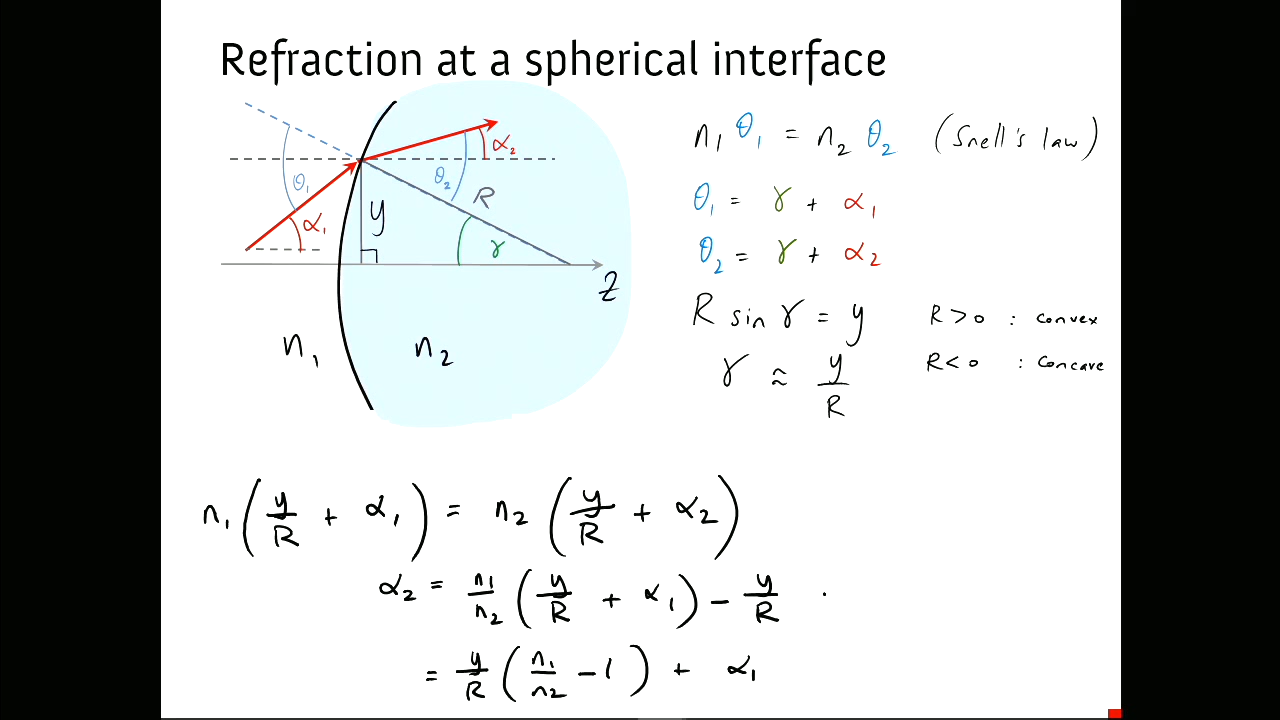 Refraction at a spherical interface
n₁ θ₁ = n₂ θ₂ (Snell's law)
θ₁ = γ + α₁
θ₂ = γ + α₂
R sin γ = y
R > 0 : convex
γ ≈ y/R
R < 0 : concave
α₂
θ₁
θ₂
R
α₁
y
γ
z
n₁
n₂
n₁ (y/R + α₁) = n₂ (y/R + α₂)
α₂ = n₁/n₂ (y/R + α₁) − y/R
= y/R (n₁/n₂ − 1) + α₁